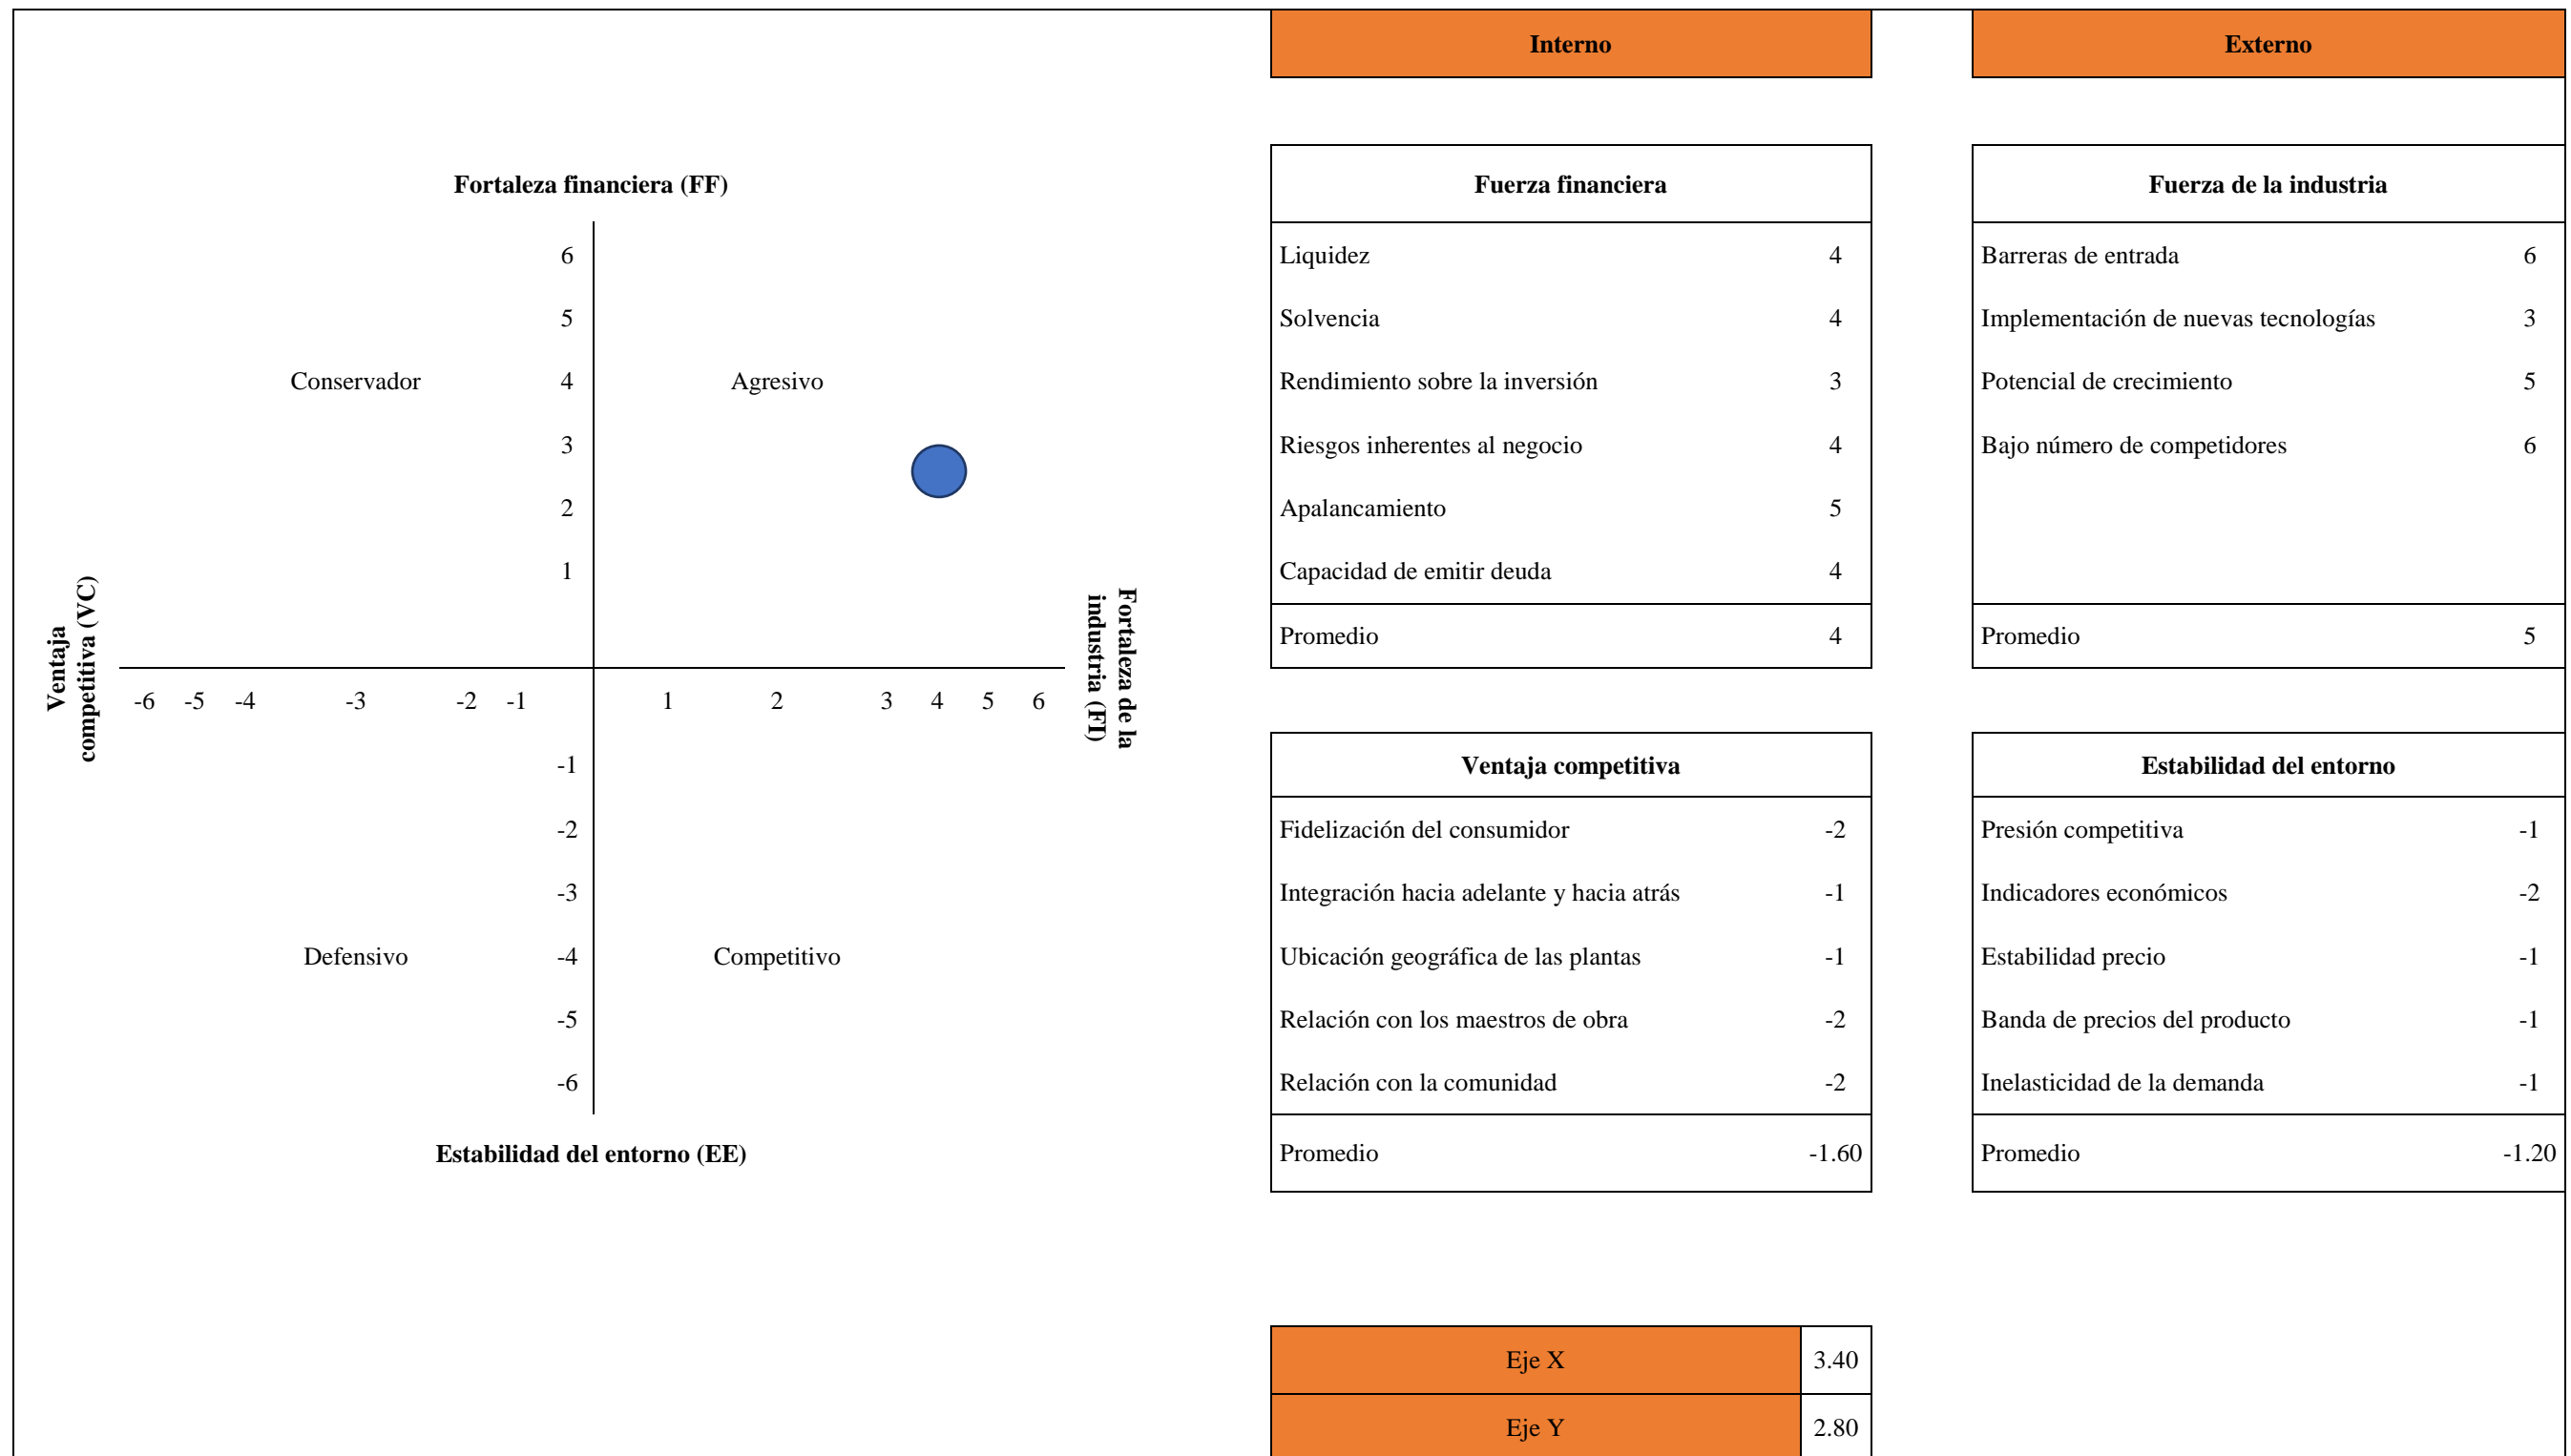 Interno
Externo
Fortaleza financiera (FF)
6
5
Conservador 4 Agresivo
3
2
1
Ventaja
competitiva (VC)
-6 -5 -4 -3 -2 -1 1 2 3 4 5 6
Fortaleza de la
industria (FI)
-1
-2
-3
Defensivo -4 Competitivo
-5
-6
Estabilidad del entorno (EE)
Fuerza financiera
Liquidez 4
Solvencia 4
Rendimiento sobre la inversión 3
Riesgos inherentes al negocio 4
Apalancamiento 5
Capacidad de emitir deuda 4
Promedio 4
Fuerza de la industria
Barreras de entrada 6
Implementación de nuevas tecnologías 3
Potencial de crecimiento 5
Bajo número de competidores 6
Promedio 5
Ventaja competitiva
Fidelización del consumidor -2
Integración hacia adelante y hacia atrás -1
Ubicación geográfica de las plantas -1
Relación con los maestros de obra -2
Relación con la comunidad -2
Promedio -1.60
Estabilidad del entorno
Presión competitiva -1
Indicadores económicos -2
Estabilidad precio -1
Banda de precios del producto -1
Inelasticidad de la demanda -1
Promedio -1.20
Eje X 3.40
Eje Y 2.80